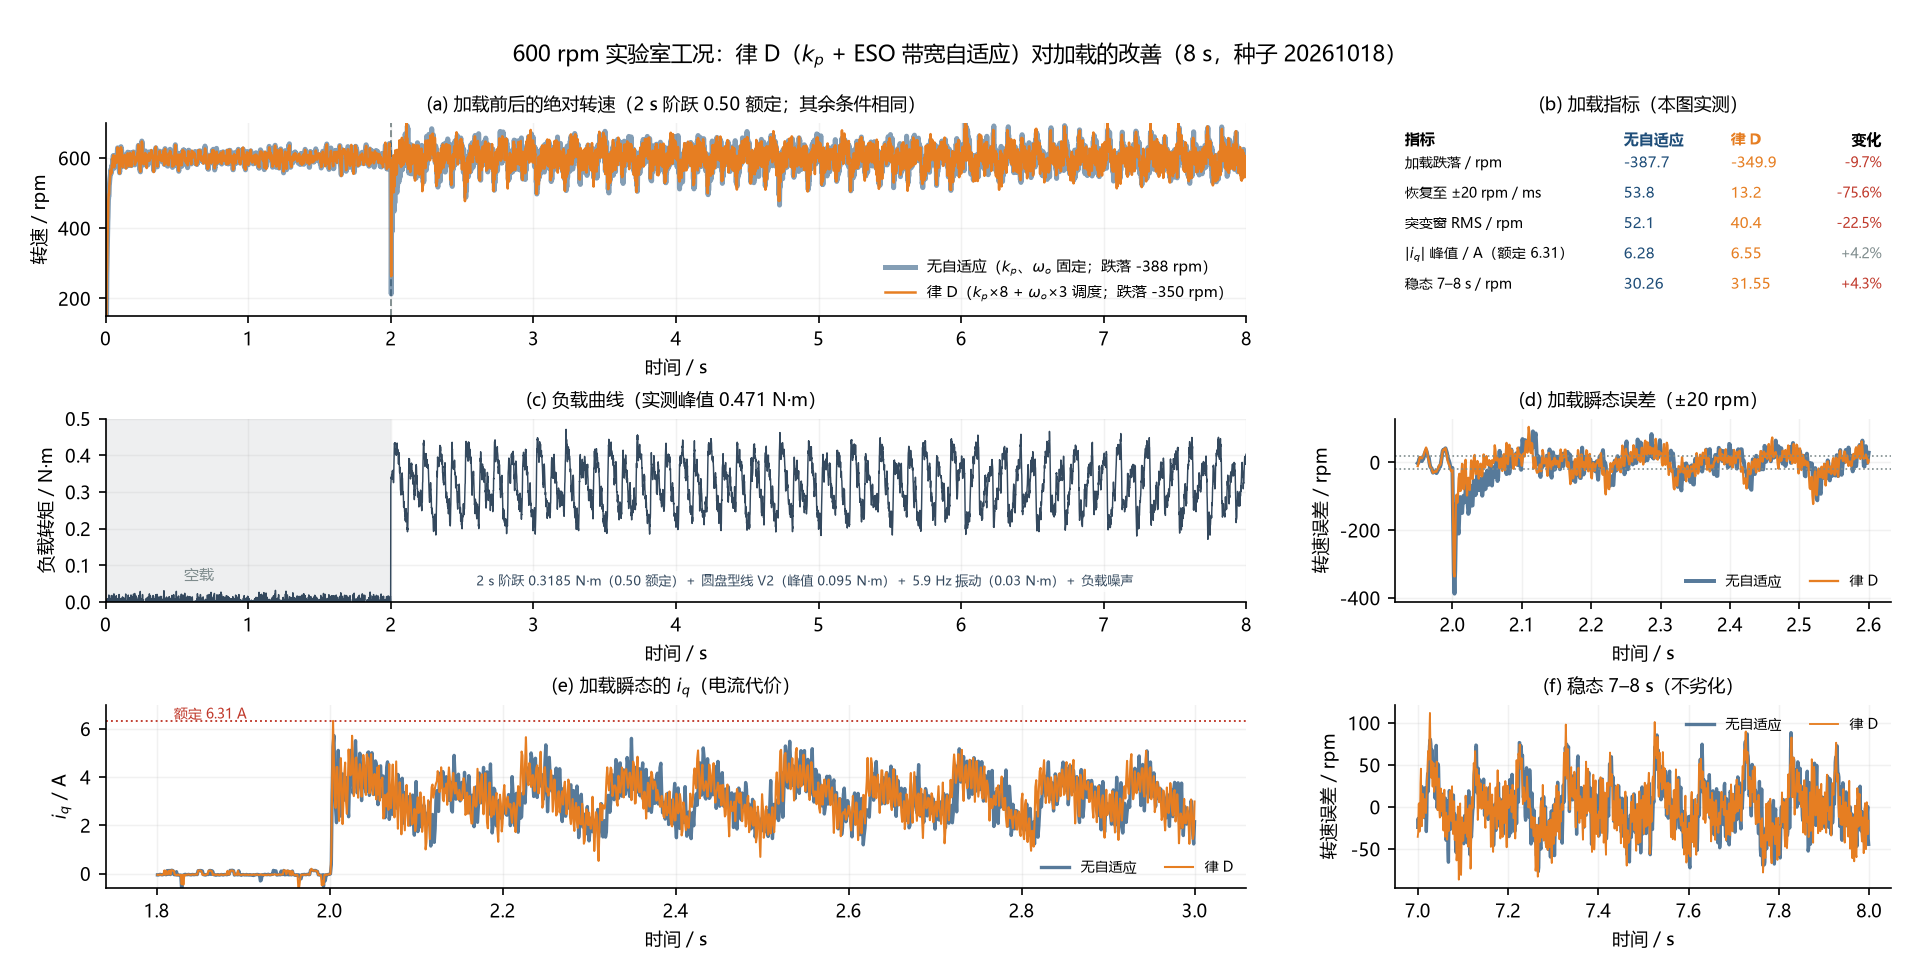 600 rpm 实验室工况：律 D（kₚ + ESO 带宽自适应）对加载的改善（8 s，种子 20261018）
(a) 加载前后的绝对转速（2 s 阶跃 0.50 额定；其余条件相同）
转速 / rpm
600
400
200
无自适应（kₚ、ωₒ 固定；跌落 -388 rpm）
律 D（kₚ×8 + ωₒ×3 调度；跌落 -350 rpm）
0 1 2 3 4 5 6 7 8
时间 / s
(b) 加载指标（本图实测）
指标 无自适应 律 D 变化
加载跌落 / rpm -387.7 -349.9 -9.7%
恢复至 ±20 rpm / ms 53.8 13.2 -75.6%
突变窗 RMS / rpm 52.1 40.4 -22.5%
|i_q| 峰值 / A（额定 6.31） 6.28 6.55 +4.2%
稳态 7–8 s / rpm 30.26 31.55 +4.3%
(c) 负载曲线（实测峰值 0.471 N·m）
负载转矩 / N·m
0.5
0.4
0.3
0.2
0.1
0.0
空载
2 s 阶跃 0.3185 N·m（0.50 额定）+ 圆盘型线 V2（峰值 0.095 N·m）+ 5.9 Hz 振动（0.03 N·m）+ 负载噪声
0 1 2 3 4 5 6 7 8
时间 / s
(d) 加载瞬态误差（±20 rpm）
转速误差 / rpm
0
-200
-400
无自适应 律 D
2.0 2.1 2.2 2.3 2.4 2.5 2.6
时间 / s
(e) 加载瞬态的 i_q（电流代价）
i_q / A
额定 6.31 A
6
4
2
0
无自适应 律 D
1.8 2.0 2.2 2.4 2.6 2.8 3.0
时间 / s
(f) 稳态 7–8 s（不劣化）
转速误差 / rpm
100
50
0
-50
无自适应 律 D
7.0 7.2 7.4 7.6 7.8 8.0
时间 / s